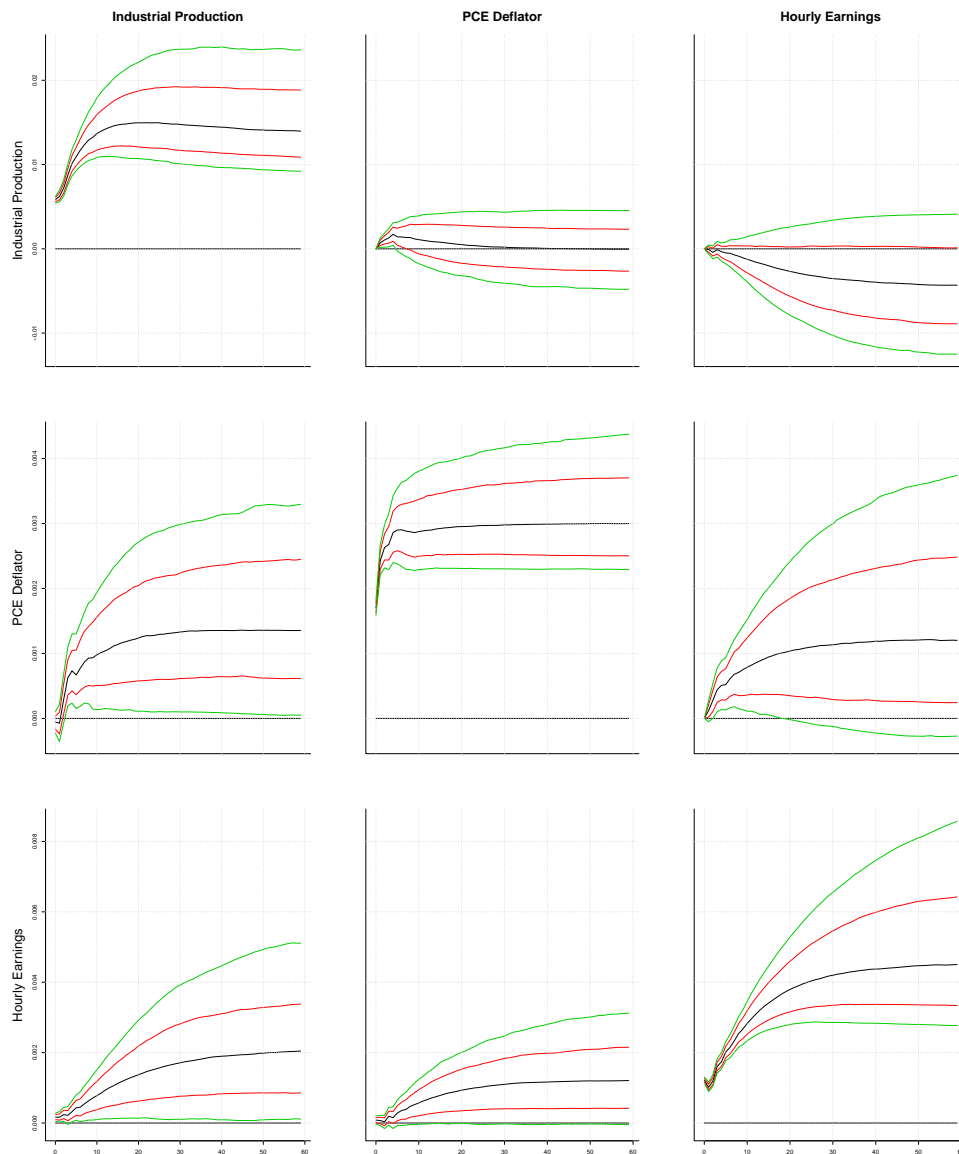 Industrial Production PCE Deflator Hourly Earnings
Industrial Production
0.02
0.01
0.00
−0.01
PCE Deflator
0.004
0.003
0.002
0.001
0.000
Hourly Earnings
0.008
0.006
0.004
0.002
0.000
0 10 20 30 40 50 60 0 10 20 30 40 50 60 0 10 20 30 40 50 60